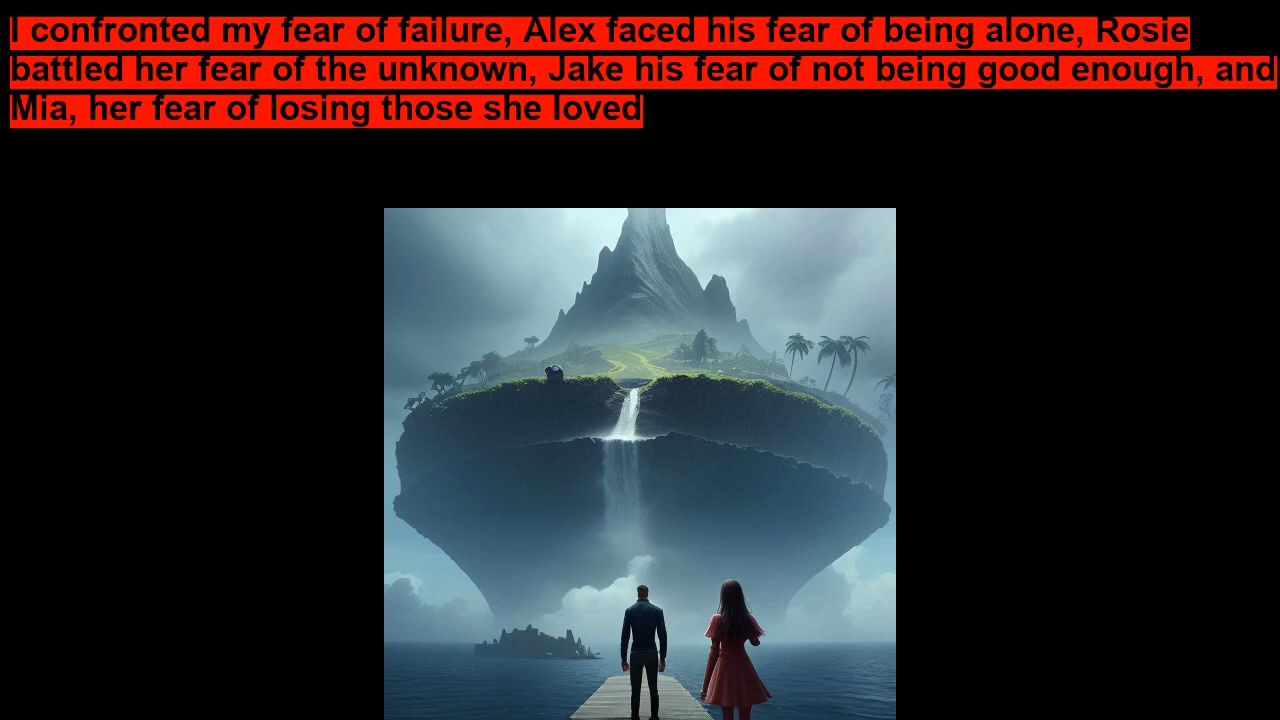 I confronted my fear of failure, Alex faced his fear of being alone, Rosie
battled her fear of the unknown, Jake his fear of not being good enough, and
Mia, her fear of losing those she loved